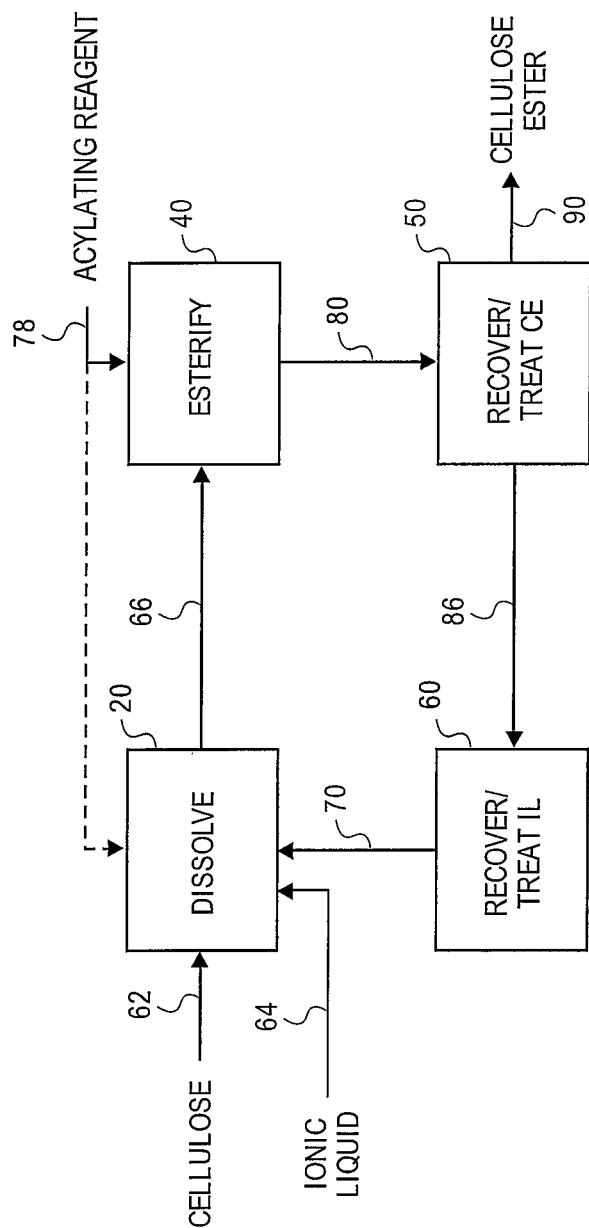 78
ACYLATING REAGENT
CELLULOSE
62
20
DISSOLVE
66
40
ESTERIFY
IONIC
LIQUID
64
70
80
60
RECOVER/
TREAT IL
86
50
RECOVER/
TREAT CE
90
CELLULOSE
ESTER